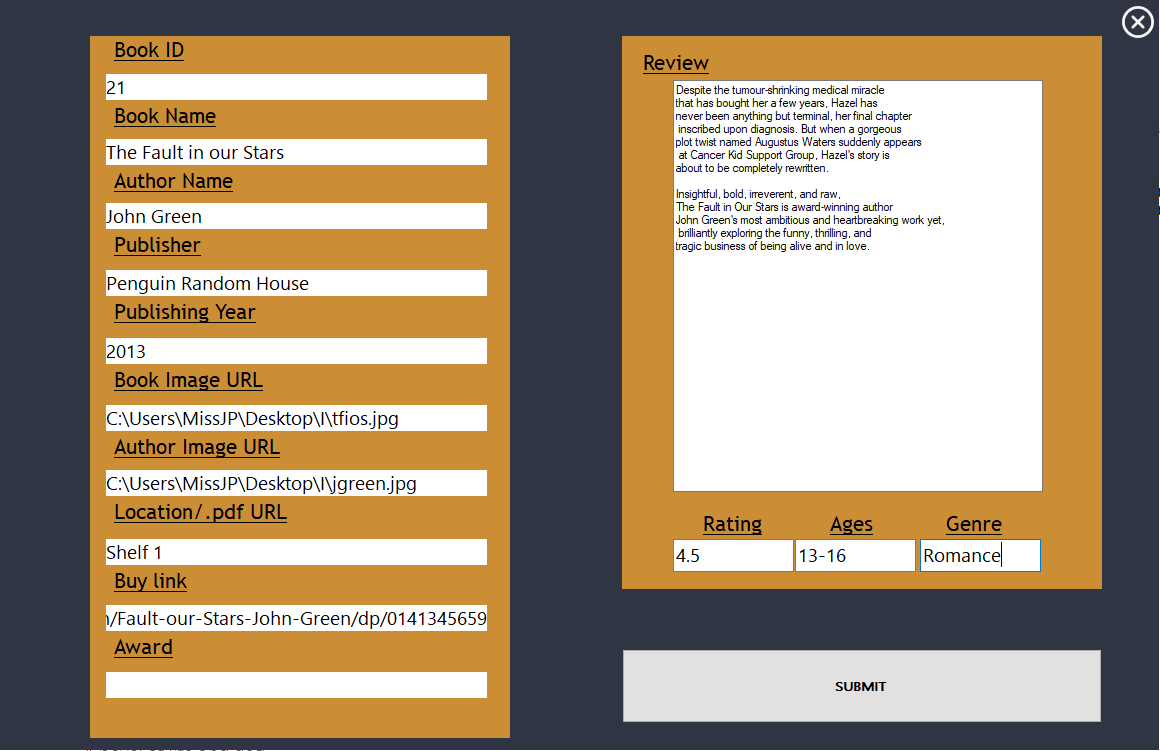 Book ID
21
Book Name
The Fault in our Stars
Author Name
John Green
Publisher
Penguin Random House
Publishing Year
2013
Book Image URL
C:\Users\MissJP\Desktop\I\tfios.jpg
Author Image URL
C:\Users\MissJP\Desktop\I\jgreen.jpg
Location/.pdf URL
Shelf 1
Buy link
/Fault-our-Stars-John-Green/dp/0141345659
Award
Review
Despite the tumour-shrinking medical miracle
that has bought her a few years, Hazel has
never been anything but terminal, her final chapter
inscribed upon diagnosis. But when a gorgeous
plot twist named Augustus Waters suddenly appears
at Cancer Kid Support Group, Hazel's story is
about to be completely rewritten.
Insightful, bold, irreverent, and raw,
The Fault in Our Stars is award-winning author
John Green's most ambitious and heartbreaking work yet,
brilliantly exploring the funny, thrilling, and
tragic business of being alive and in love.
Rating Ages Genre
4.5 13-16 Romance
SUBMIT